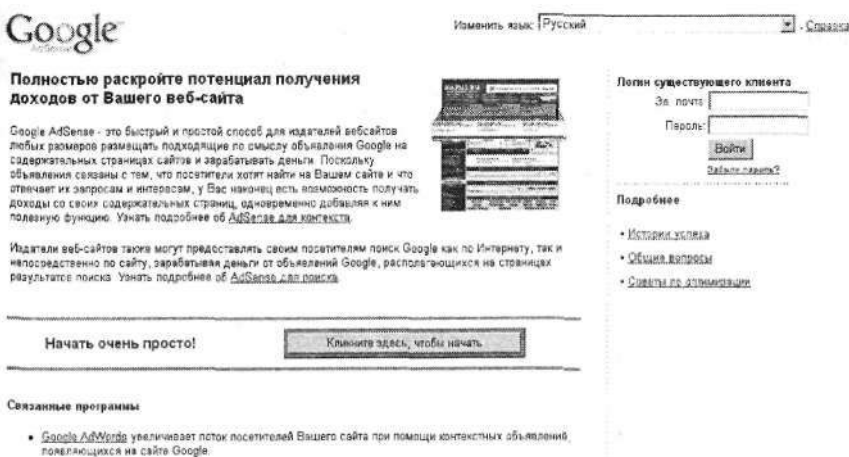 Google
AdSense
Изменить язык: Русский
Справка
Полностью раскройте потенциал получения
доходов от Вашего веб-сайта
Google AdSense - это быстрый и простой способ для издателей вебсайтов
любых размеров размещать подходящие по смыслу объявления Google на
содержательных страницах сайтов и зарабатывать деньги. Поскольку
объявления связаны с тем, что посетители хотят найти на Вашем сайте и что
отвечает их запросам и интересам, у Вас наконец есть возможность получать
доходы со своих содержательных страниц, одновременно добавляя к ним
полезную функцию. Узнать подробнее об AdSense для контекста.
Издатели веб-сайтов также могут предоставлять своим посетителям поиск Google как по Интернету, так и
непосредственно по сайту, зарабатывая деньги от объявлений Google, располагающихся на страницах
результатов поиска. Узнать подробнее об AdSense для поиска.
Начать очень просто!
Кликните здесь, чтобы начать
Связанные программы
• Google AdWords увеличивает поток посетителей Вашего сайта при помощи контекстных объявлений,
появляющихся на сайте Google.
Логин существующего клиента
Эл. почта:
Пароль:
Войти
Забыли пароль?
Подробнее
• Истории успеха
• Общие вопросы
• Советы по оптимизации